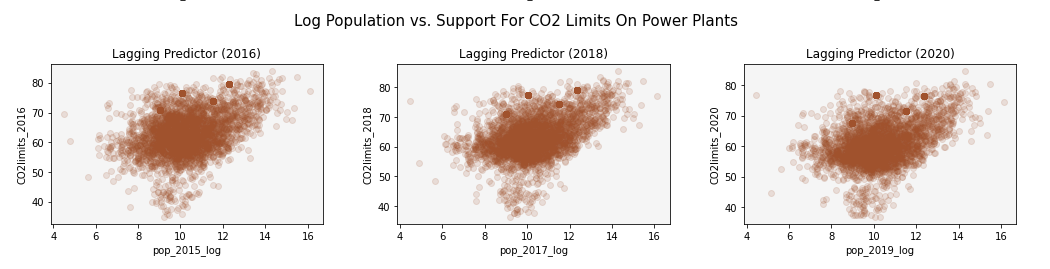 Log Population vs. Support For CO2 Limits On Power Plants
Lagging Predictor (2016)
CO2limits_2016
80
70
60
50
40
4 6 8 10 12 14 16
pop_2015_log
Lagging Predictor (2018)
CO2limits_2018
80
70
60
50
40
4 6 8 10 12 14 16
pop_2017_log
Lagging Predictor (2020)
CO2limits_2020
80
70
60
50
40
4 6 8 10 12 14 16
pop_2019_log